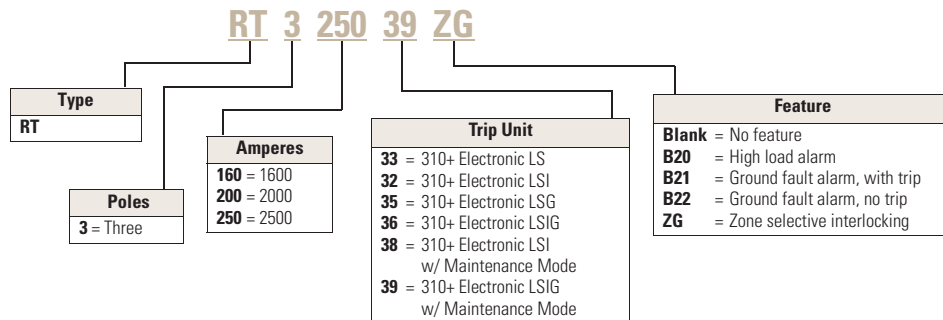 RT 3 250 39 ZG
Type
RT
Poles
3 = Three
Amperes
160 = 1600
200 = 2000
250 = 2500
Trip Unit
33 = 310+ Electronic LS
32 = 310+ Electronic LSI
35 = 310+ Electronic LSG
36 = 310+ Electronic LSIG
38 = 310+ Electronic LSI
w/ Maintenance Mode
39 = 310+ Electronic LSIG
w/ Maintenance Mode
Feature
Blank = No feature
B20 = High load alarm
B21 = Ground fault alarm, with trip
B22 = Ground fault alarm, no trip
ZG = Zone selective interlocking